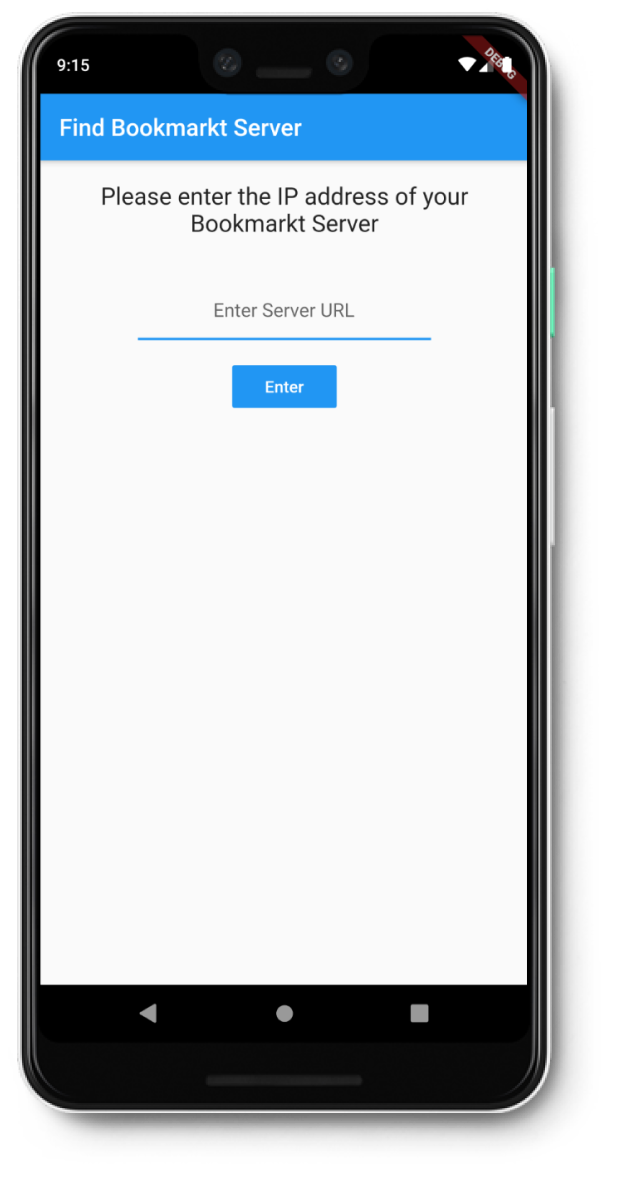 9:15
DEBUG
Find Bookmarkt Server
Please enter the IP address of your
Bookmarkt Server
Enter Server URL
Enter